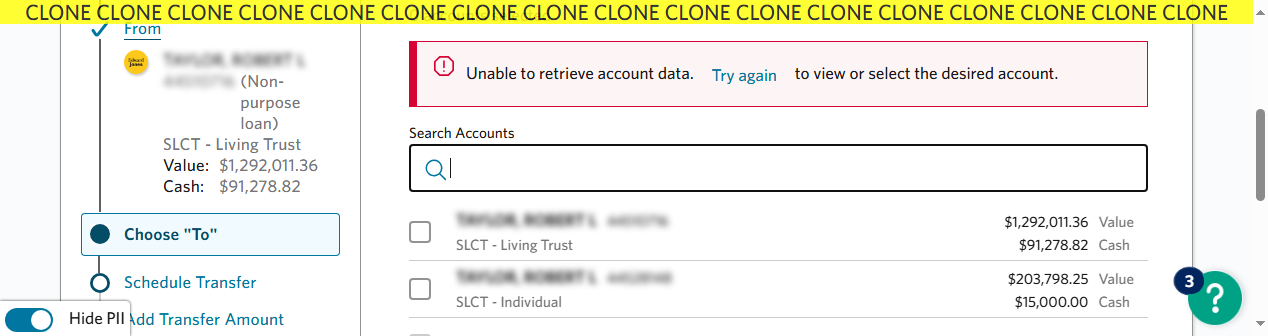 CLONE CLONE CLONE CLONE CLONE CLONE CLONE CLONE CLONE CLONE CLONE CLONE CLONE CLONE CLONE CLONE CLONE
From
Edward Jones
(Non-
purpose
loan)
SLCT - Living Trust
Value: $1,292,011.36
Cash: $91,278.82
Choose "To"
Schedule Transfer
Add Transfer Amount
Hide PII
Unable to retrieve account data. Try again to view or select the desired account.
Search Accounts
$1,292,011.36 Value
SLCT - Living Trust $91,278.82 Cash
$203,798.25 Value
SLCT - Individual $15,000.00 Cash
3
?